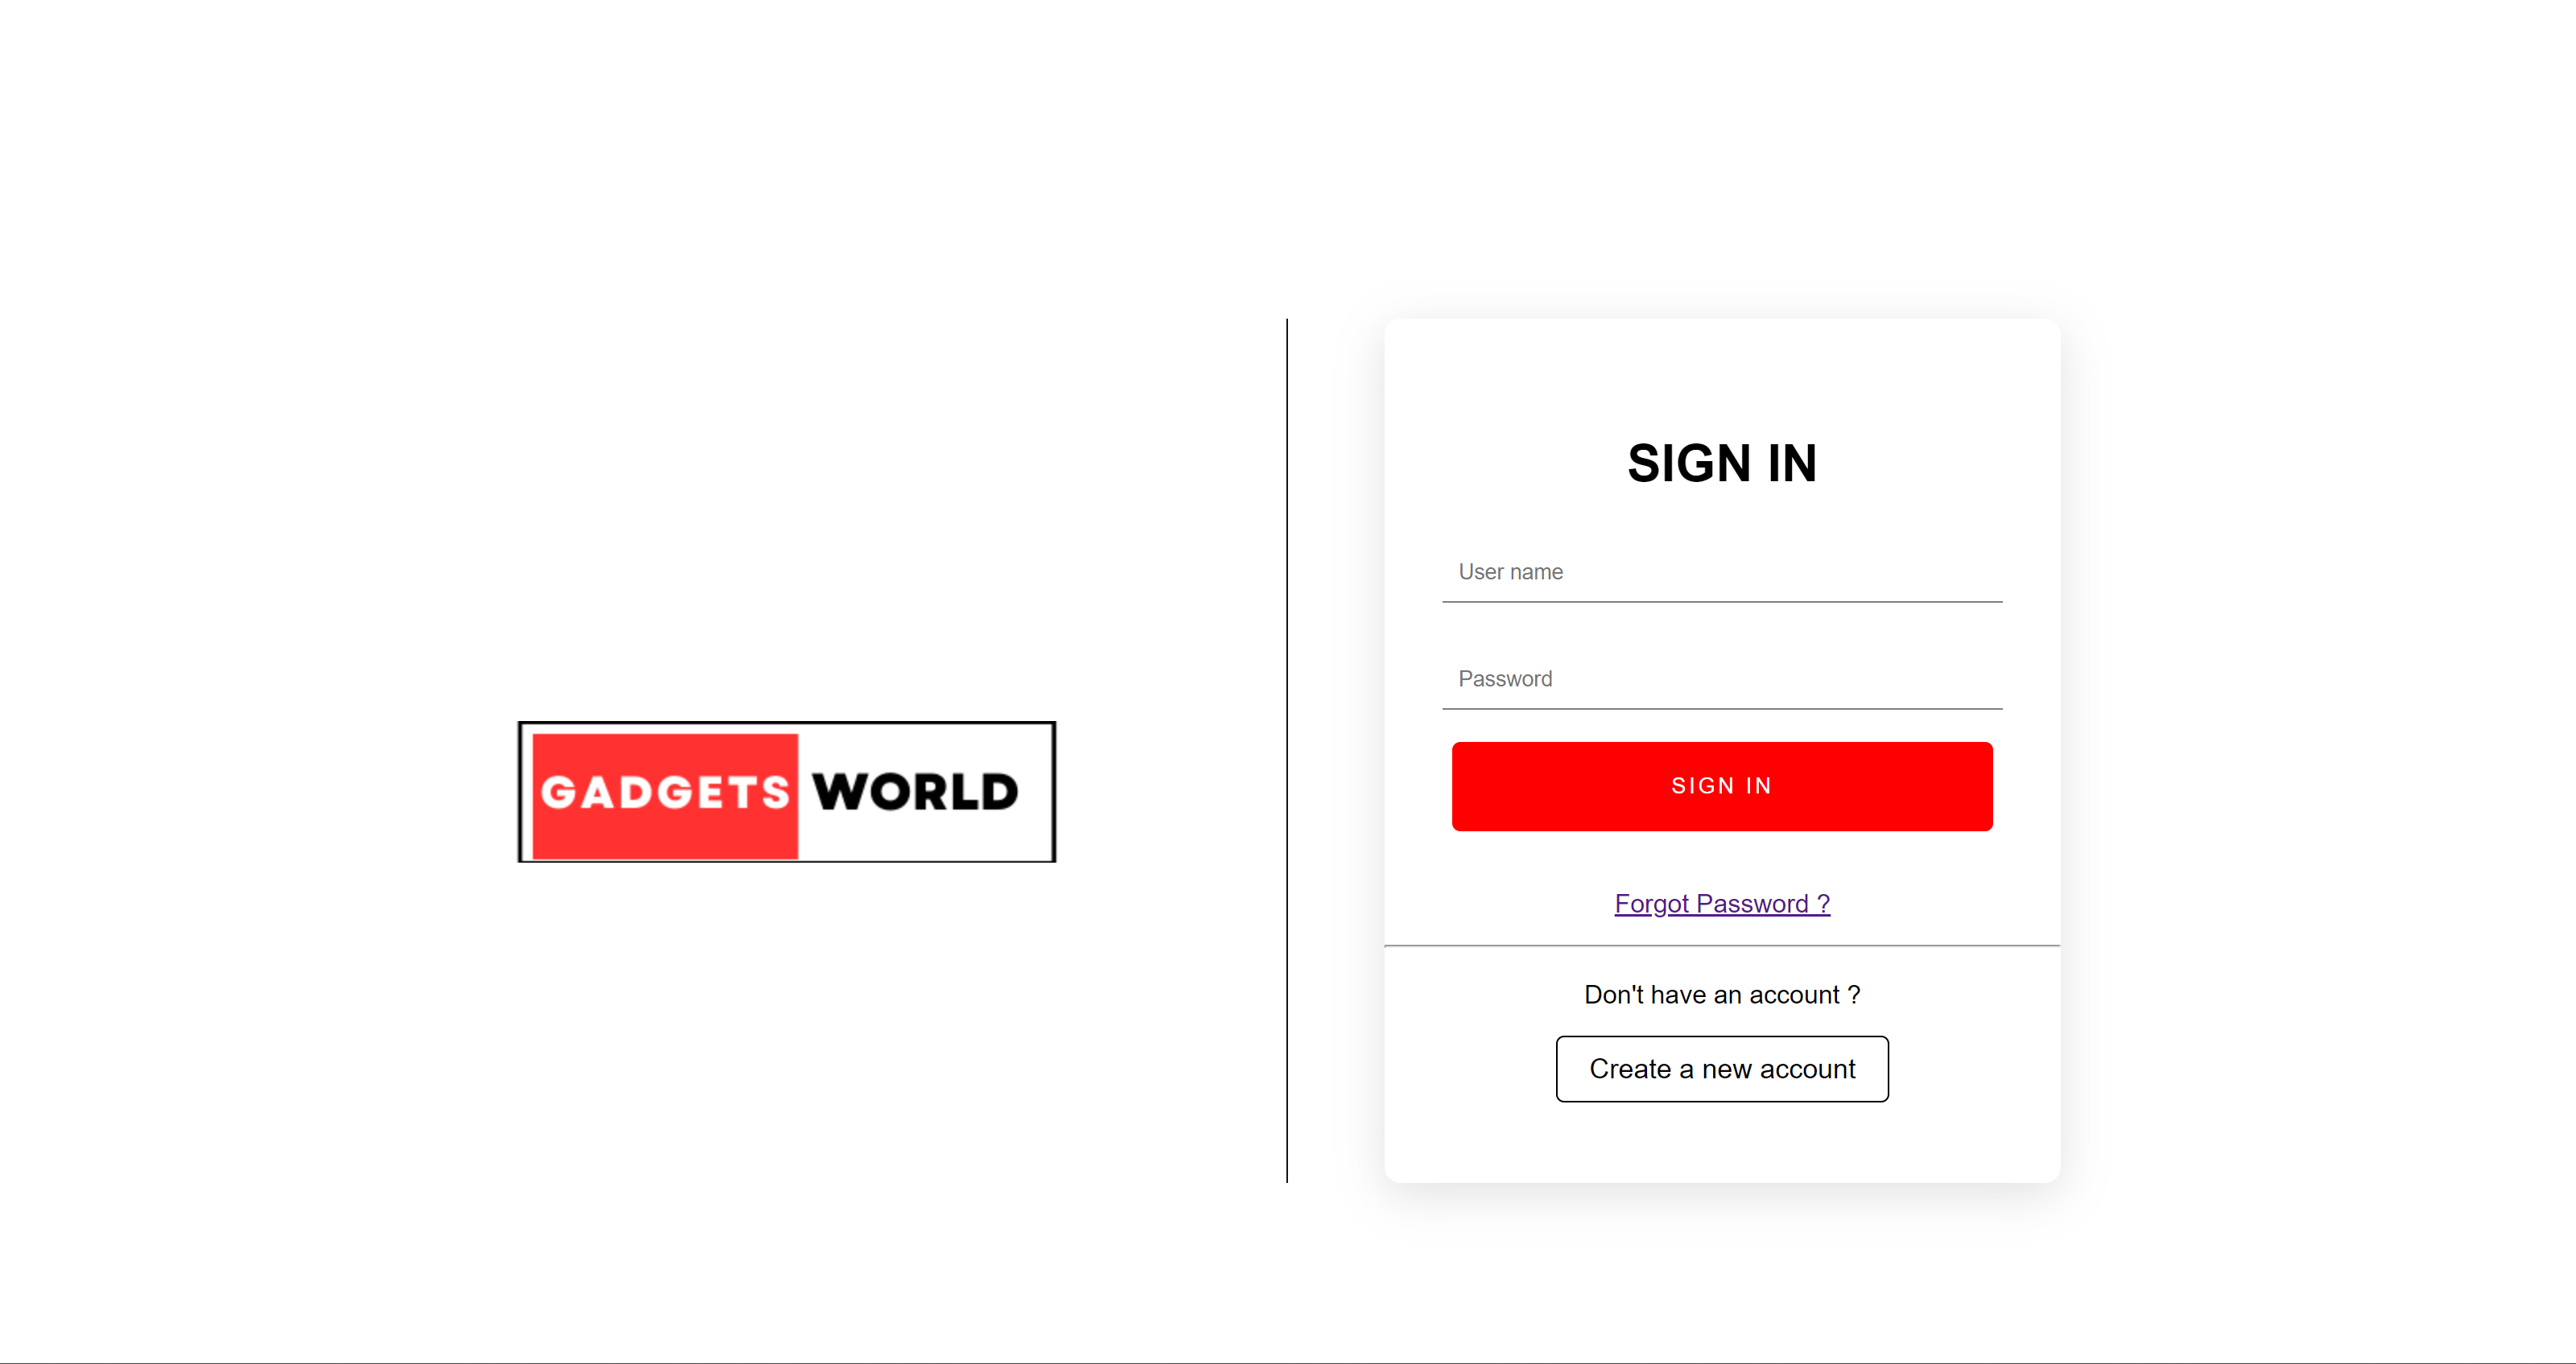 GADGETS WORLD
SIGN IN
User name
Password
SIGN IN
Forgot Password ?
Don't have an account ?
Create a new account